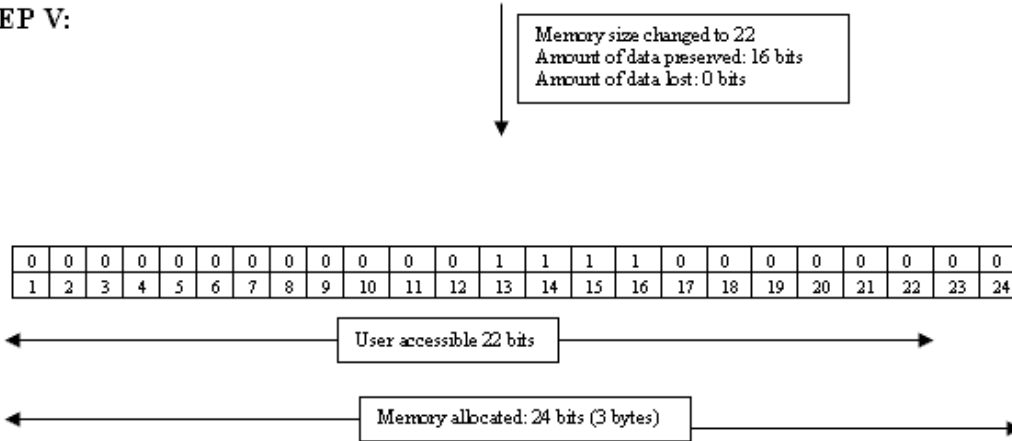 EP V:
Memory size changed to 22
Amount of data preserved: 16 bits
Amount of data lost: 0 bits
0 0 0 0 0 0 0 0 0 0 0 0 1 1 1 1 0 0 0 0 0 0 0 0
1 2 3 4 5 6 7 8 9 10 11 12 13 14 15 16 17 18 19 20 21 22 23 24
User accessible 22 bits
Memory allocated: 24 bits (3 bytes)